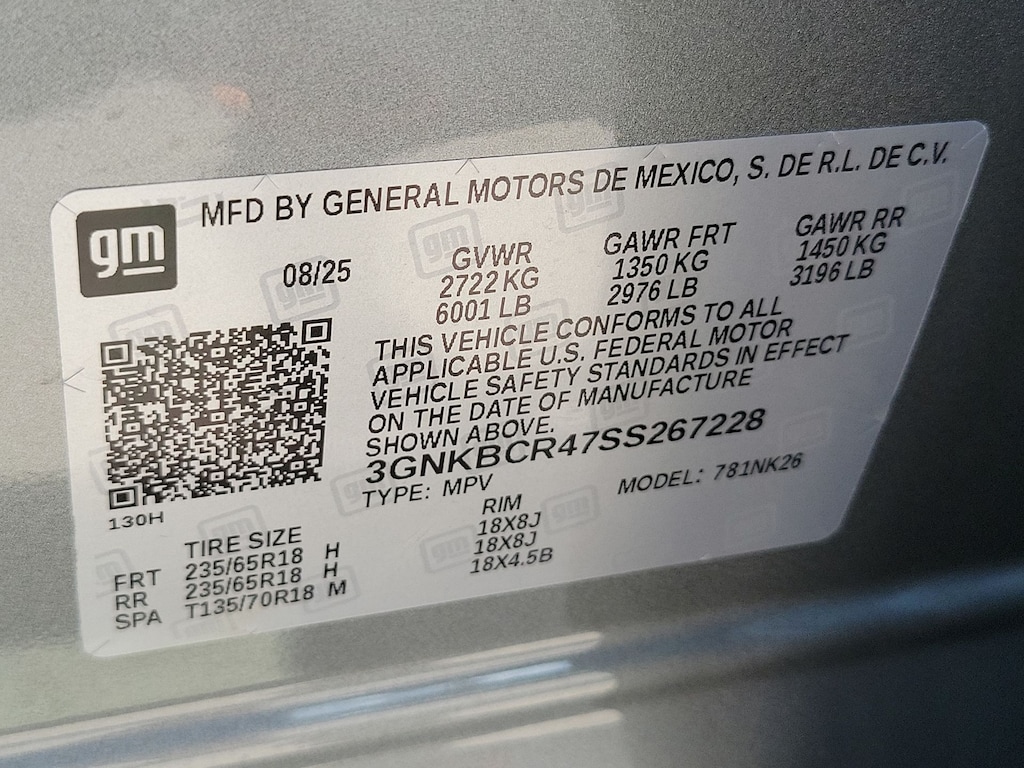 gm
MFD BY GENERAL MOTORS DE MEXICO, S. DE R.L. DE C.V.
08/25
GVWR
2722 KG
6001 LB
GAWR FRT
1350 KG
2976 LB
GAWR RR
1450 KG
3196 LB
THIS VEHICLE CONFORMS TO ALL
APPLICABLE U.S. FEDERAL MOTOR
VEHICLE SAFETY STANDARDS IN EFFECT
ON THE DATE OF MANUFACTURE
SHOWN ABOVE.
3GNKBCR47SS267228
TYPE: MPV
MODEL: 781NK26
130H
TIRE SIZE
RIM
FRT 235/65R18 H 18X8J
RR 235/65R18 H 18X8J
SPA T135/70R18 M 18X4.5B